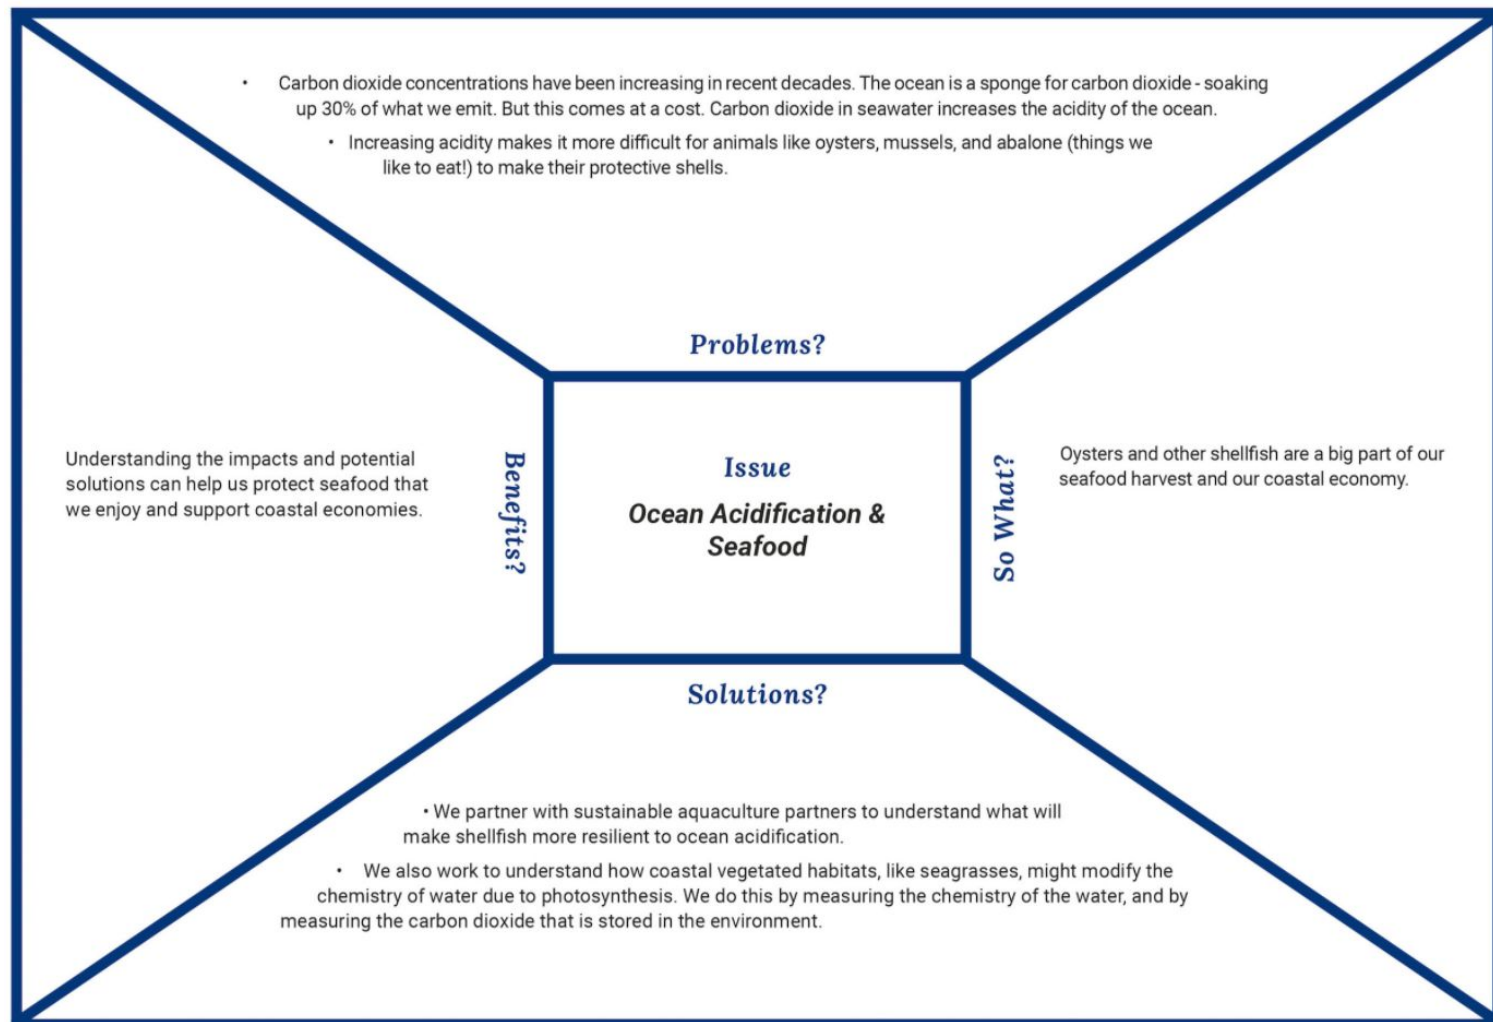 • Carbon dioxide concentrations have been increasing in recent decades. The ocean is a sponge for carbon dioxide - soaking
up 30% of what we emit. But this comes at a cost. Carbon dioxide in seawater increases the acidity of the ocean.
• Increasing acidity makes it more difficult for animals like oysters, mussels, and abalone (things we
like to eat!) to make their protective shells.
Problems?
Understanding the impacts and potential
solutions can help us protect seafood that
we enjoy and support coastal economies.
Benefits?
Issue
Ocean Acidification &
Seafood
So What?
Oysters and other shellfish are a big part of our
seafood harvest and our coastal economy.
Solutions?
• We partner with sustainable aquaculture partners to understand what will
make shellfish more resilient to ocean acidification.
• We also work to understand how coastal vegetated habitats, like seagrasses, might modify the
chemistry of water due to photosynthesis. We do this by measuring the chemistry of the water, and by
measuring the carbon dioxide that is stored in the environment.